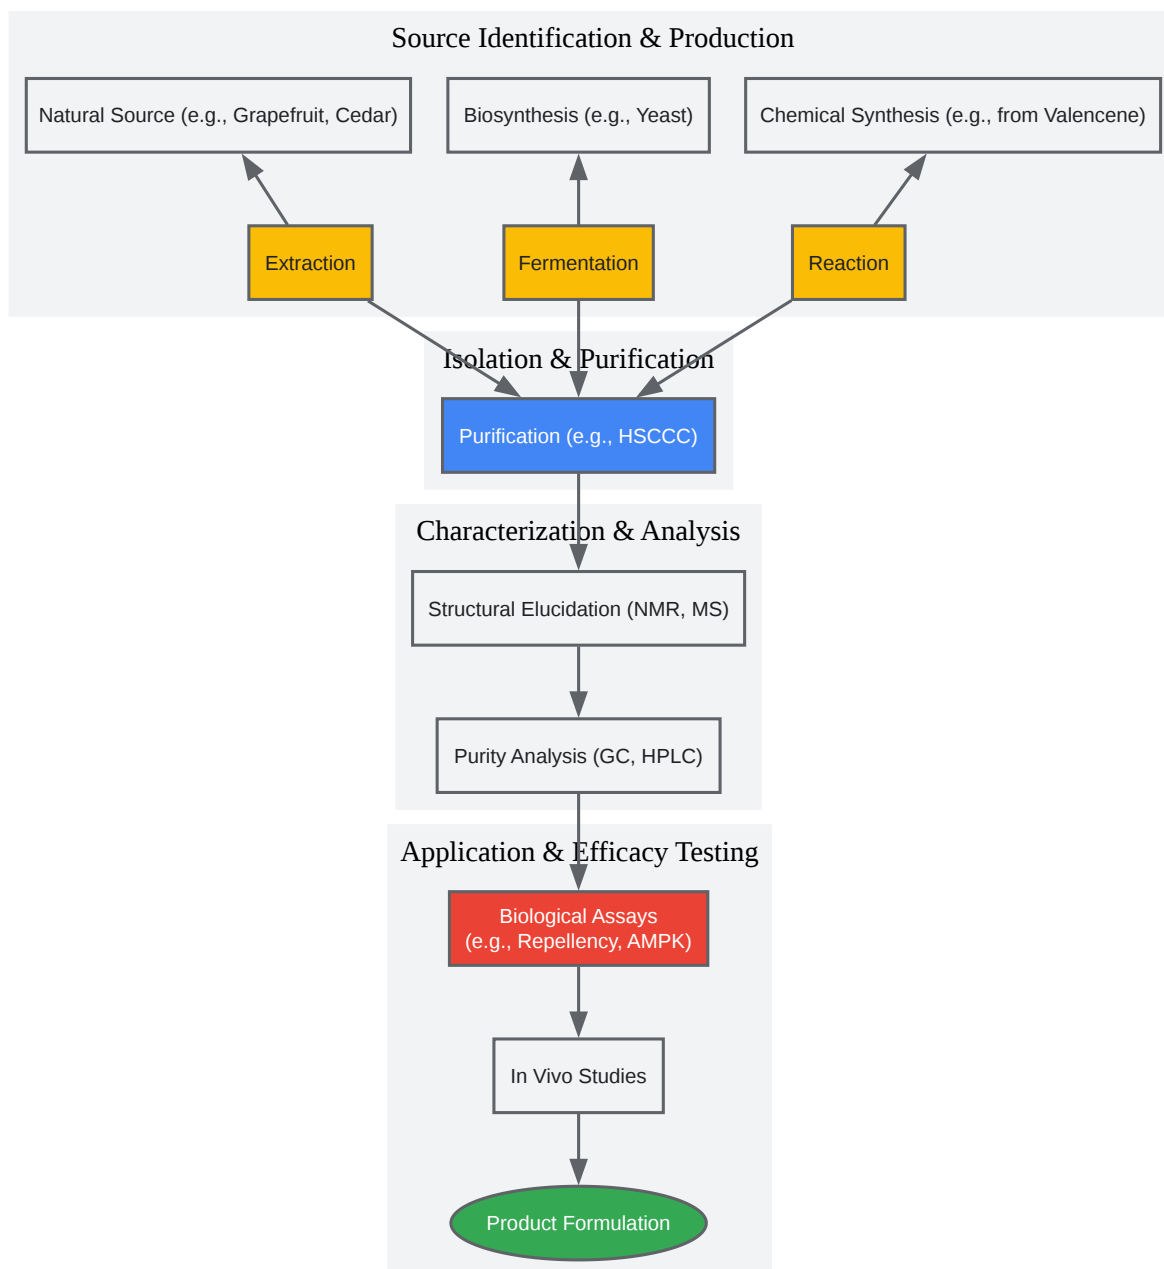 Source Identification & Production
Natural Source (e.g., Grapefruit, Cedar)
Biosynthesis (e.g., Yeast)
Chemical Synthesis (e.g., from Valencene)
Extraction
Fermentation
Reaction
Isolation & Purification
Purification (e.g., HSCCC)
Characterization & Analysis
Structural Elucidation (NMR, MS)
Purity Analysis (GC, HPLC)
Application & Efficacy Testing
Biological Assays
(e.g., Repellency, AMPK)
In Vivo Studies
Product Formulation